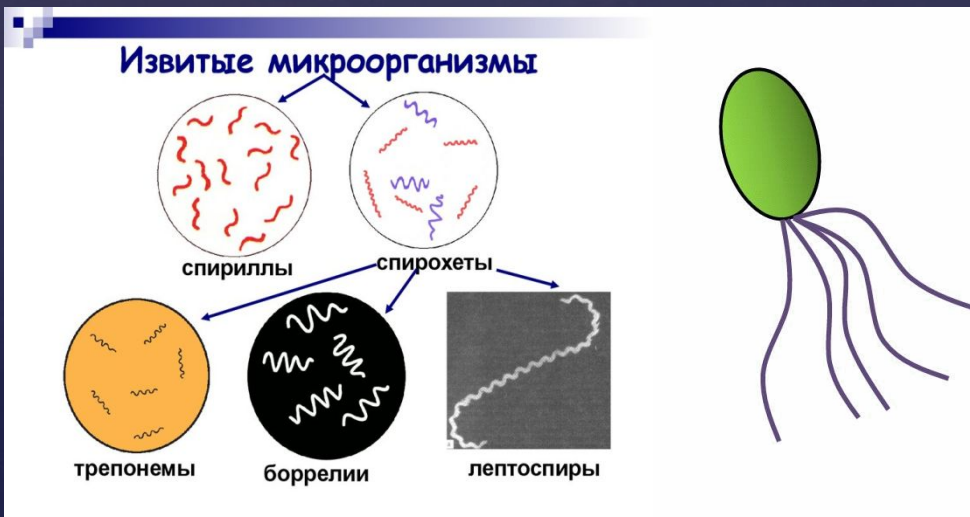 Извитые микроорганизмы
спириллы
спирохеты
трепонемы
боррелии
лептоспиры